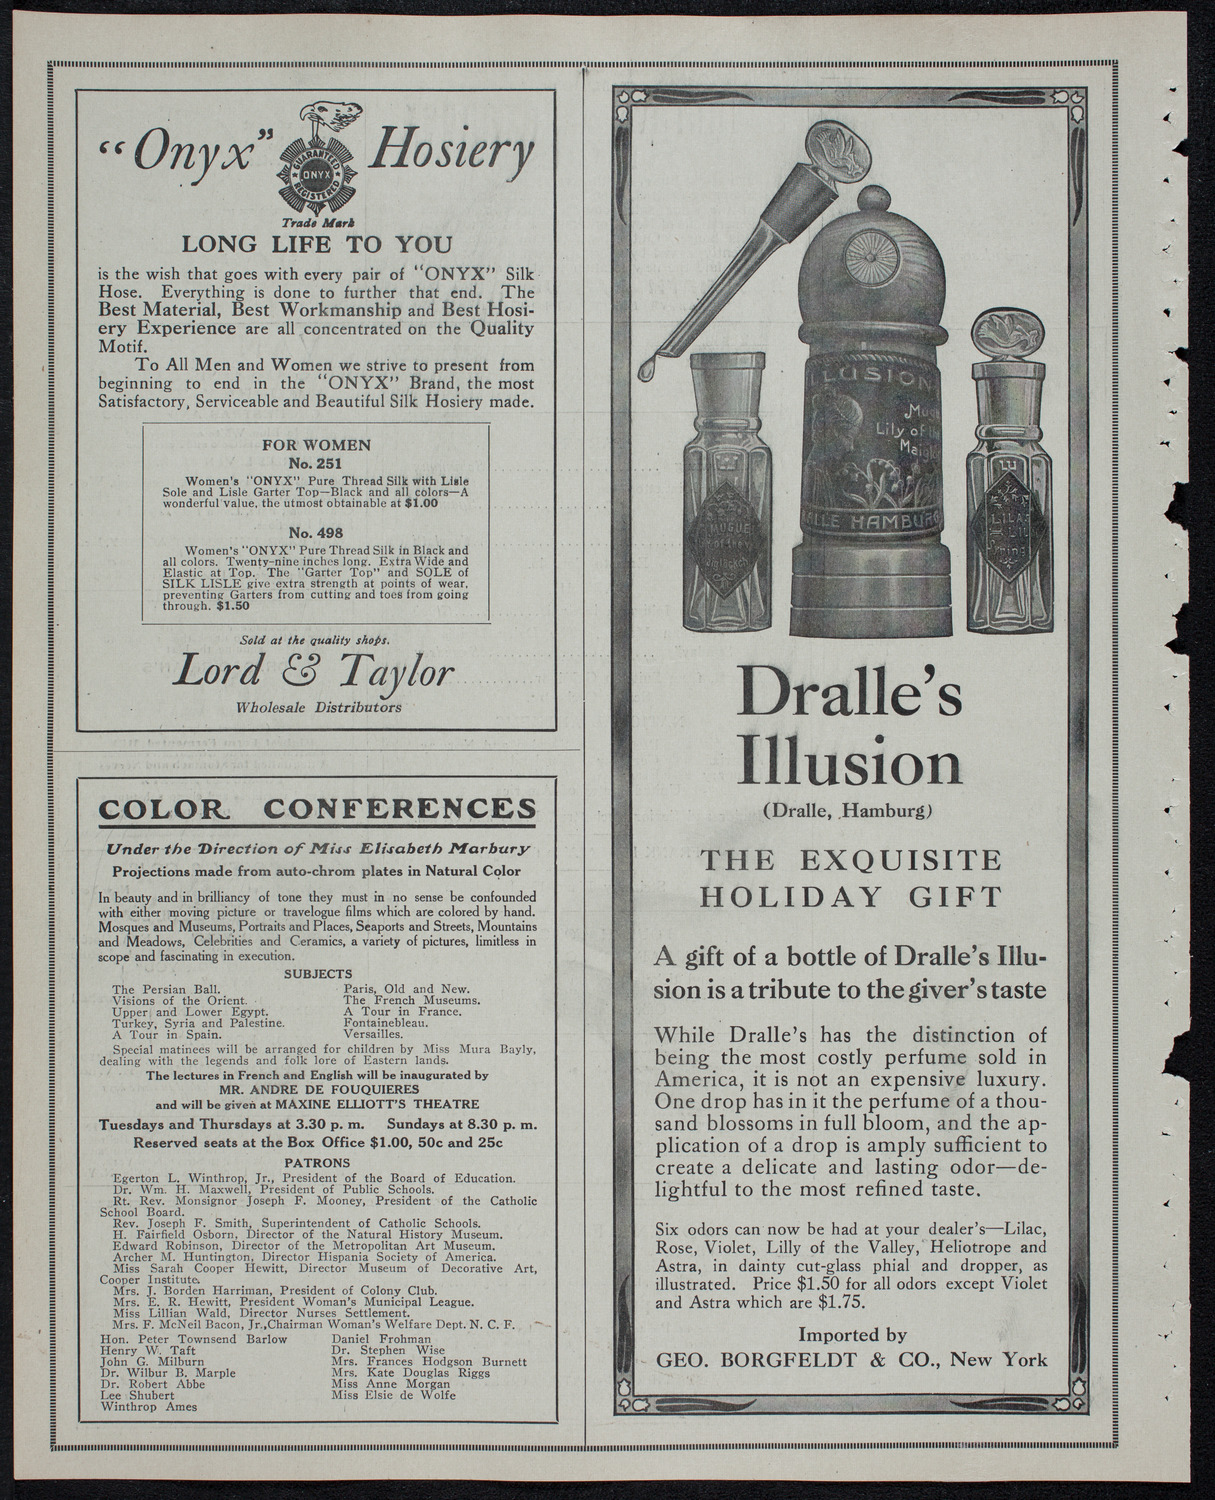 "Onyx" Hosiery
GUARANTEED
ONYX
REGISTERED
Trade Mark
LONG LIFE TO YOU
is the wish that goes with every pair of "ONYX" Silk
Hose. Everything is done to further that end. The
Best Material, Best Workmanship and Best Hosi-
ery Experience are all concentrated on the Quality
Motif.
To All Men and Women we strive to present from
beginning to end in the "ONYX" Brand, the most
Satisfactory, Serviceable and Beautiful Silk Hosiery made.
FOR WOMEN
No. 251
Women's "ONYX" Pure Thread Silk with Lisle
Sole and Lisle Garter Top—Black and all colors—A
wonderful value, the utmost obtainable at $1.00
No. 498
Women's "ONYX" Pure Thread Silk in Black and
all colors. Twenty-nine inches long. Extra Wide and
Elastic at Top. The "Garter Top" and SOLE of
SILK LISLE give extra strength at points of wear,
preventing Garters from cutting and toes from going
through. $1.50
Sold at the quality shops.
Lord & Taylor
Wholesale Distributors
COLOR CONFERENCES
Under the Direction of Miss Elisabeth Marbury
Projections made from auto-chrom plates in Natural Color
In beauty and in brilliancy of tone they must in no sense be confounded
with either moving picture or travelogue films which are colored by hand.
Mosques and Museums, Portraits and Places, Seaports and Streets, Mountains
and Meadows, Celebrities and Ceramics, a variety of pictures, limitless in
scope and fascinating in execution.
SUBJECTS
The Persian Ball.
Visions of the Orient.
Upper and Lower Egypt.
Turkey, Syria and Palestine.
A Tour in Spain.
Paris, Old and New.
The French Museums.
A Tour in France.
Fontainebleau.
Versailles.
Special matinees will be arranged for children by Miss Mura Bayly,
dealing with the legends and folk lore of Eastern lands.
The lectures in French and English will be inaugurated by
MR. ANDRE DE FOUQUIERES
and will be given at MAXINE ELLIOTT'S THEATRE
Tuesdays and Thursdays at 3.30 p. m. Sundays at 8.30 p. m.
Reserved seats at the Box Office $1.00, 50c and 25c
PATRONS
Egerton L. Winthrop, Jr., President of the Board of Education.
Dr. Wm. H. Maxwell, President of Public Schools.
Rt. Rev. Monsignor Joseph F. Mooney, President of the Catholic
School Board.
Rev. Joseph F. Smith, Superintendent of Catholic Schools.
H. Fairfield Osborn, Director of the Natural History Museum.
Edward Robinson, Director of the Metropolitan Art Museum.
Archer M. Huntington, Director Hispania Society of America.
Miss Sarah Cooper Hewitt, Director Museum of Decorative Art,
Cooper Institute.
Mrs. J. Borden Harriman, President of Colony Club.
Mrs. E. R. Hewitt, President Woman's Municipal League.
Miss Lillian Wald, Director Nurses Settlement.
Mrs. F. McNeil Bacon, Jr., Chairman Woman's Welfare Dept. N. C. F.
Hon. Peter Townsend Barlow
Henry W. Taft
John G. Milburn
Dr. Wilbur B. Marple
Dr. Robert Abbe
Lee Shubert
Winthrop Ames
Daniel Frohman
Dr. Stephen Wise
Mrs. Frances Hodgson Burnett
Mrs. Kate Douglas Riggs
Miss Anne Morgan
Miss Elsie de Wolfe
LUSION
Lily of
HAMBURG
MUGUE
LILA
Dralle's
Illusion
(Dralle, Hamburg)
THE EXQUISITE
HOLIDAY GIFT
A gift of a bottle of Dralle's Illu-
sion is a tribute to the giver's taste
While Dralle's has the distinction of
being the most costly perfume sold in
America, it is not an expensive luxury.
One drop has in it the perfume of a thou-
sand blossoms in full bloom, and the ap-
plication of a drop is amply sufficient to
create a delicate and lasting odor—de-
lightful to the most refined taste.
Six odors can now be had at your dealer's—Lilac,
Rose, Violet, Lilly of the Valley, Heliotrope and
Astra, in dainty cut-glass phial and dropper, as
illustrated. Price $1.50 for all odors except Violet
and Astra which are $1.75.
Imported by
GEO. BORGFELDT & CO., New York